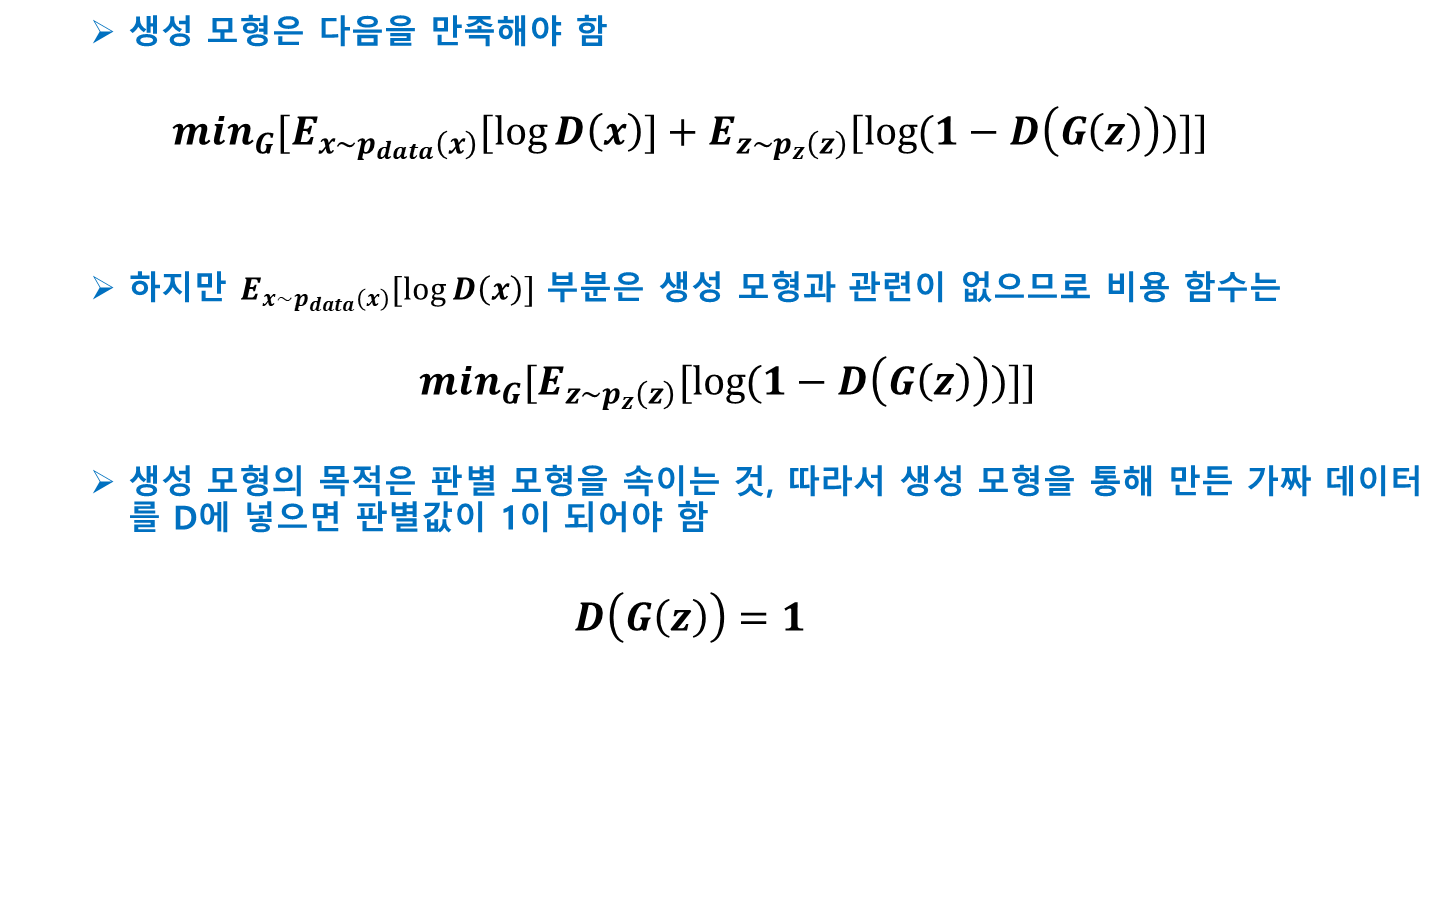 ➢ 생성 모형은 다음을 만족해야 함
min_G[E_{x~p_{data}(x)}[log D(x)] + E_{z~p_z(z)}[log(1 − D(G(z)))]]
➢ 하지만 E_{x~p_{data}(x)}[log D(x)] 부분은 생성 모형과 관련이 없으므로 비용 함수는
min_G[E_{z~p_z(z)}[log(1 − D(G(z)))]]
➢ 생성 모형의 목적은 판별 모형을 속이는 것, 따라서 생성 모형을 통해 만든 가짜 데이터
를 D에 넣으면 판별값이 1이 되어야 함
D(G(z)) = 1